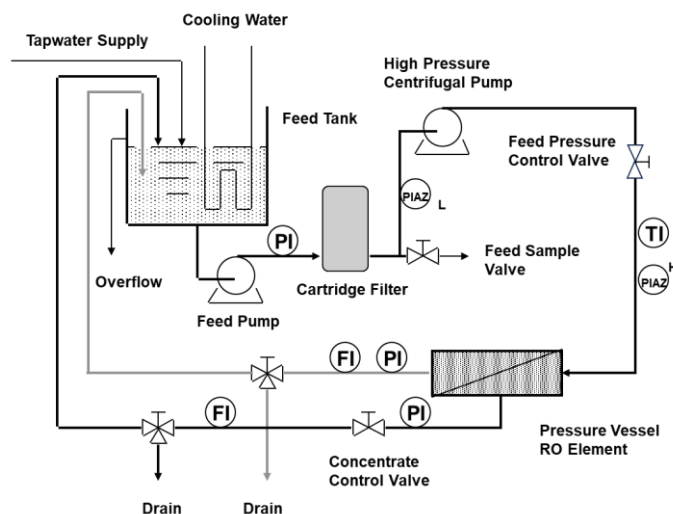 Cooling Water
Tapwater Supply
High Pressure
Centrifugal Pump
Feed Tank
Feed Pressure
Control Valve
PIAZ L
PI
TI
Feed Sample
Valve
Overflow
Cartridge Filter
H
PIAZ
Feed Pump
FI
PI
FI
PI
Pressure Vessel
RO Element
Concentrate
Control Valve
Drain
Drain